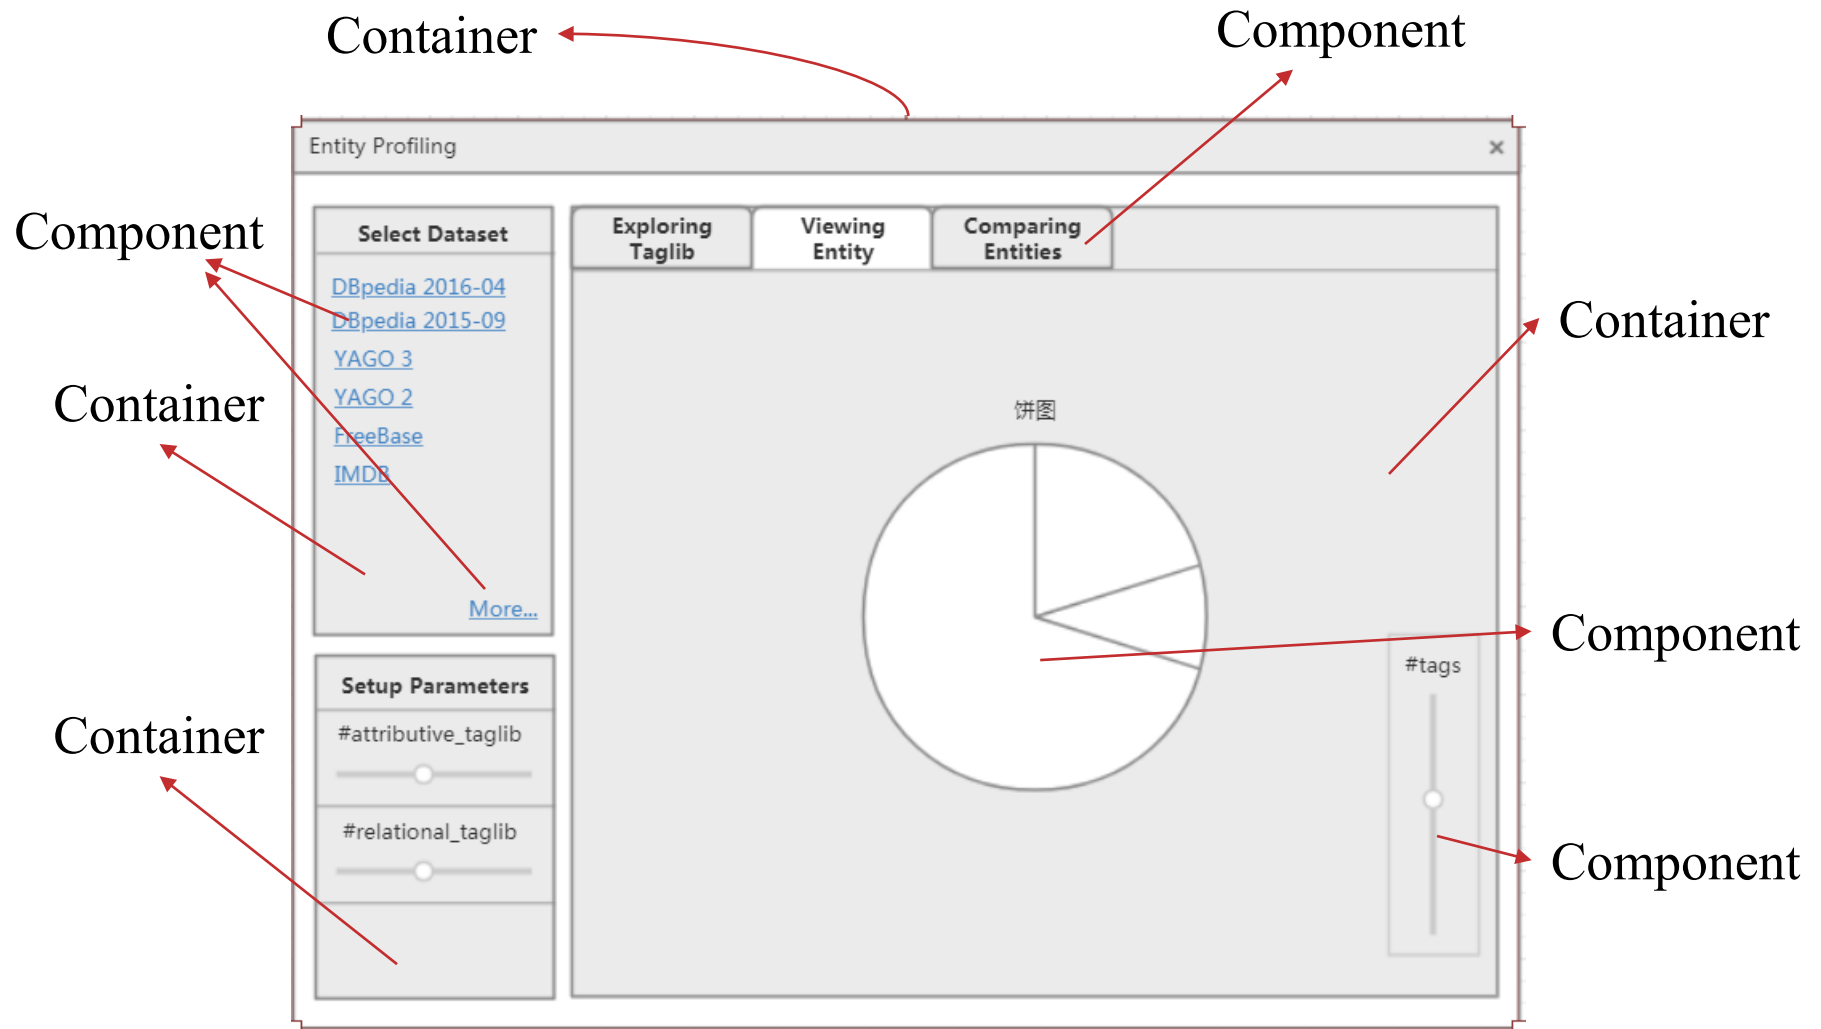 Container
Component
Entity Profiling
Component
Select Dataset
DBpedia 2016-04
DBpedia 2015-09
YAGO 3
YAGO 2
FreeBase
IMDB
More...
Container
Setup Parameters
#attributive_taglib
#relational_taglib
Container
Exploring
Taglib
Viewing
Entity
Comparing
Entities
饼图
#tags
Container
Component
Component